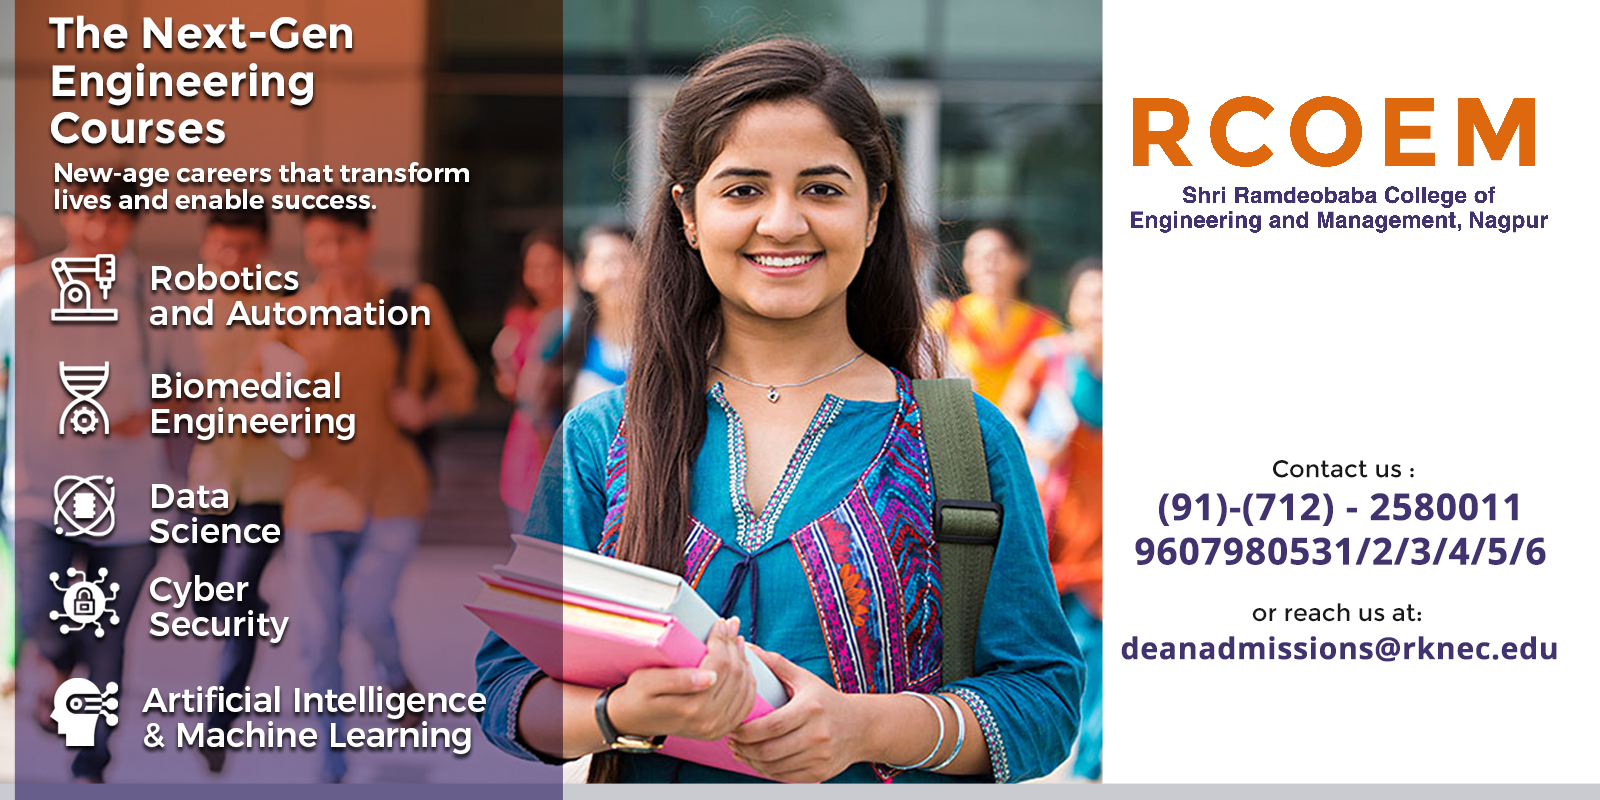 The Next-Gen
Engineering
Courses
New-age careers that transform
lives and enable success.
Robotics
and Automation
Biomedical
Engineering
Data
Science
Cyber
Security
Artificial Intelligence
& Machine Learning
RCOEM
Shri Ramdeobaba College of
Engineering and Management, Nagpur
Contact us :
(91)-(712) - 2580011
9607980531/2/3/4/5/6
or reach us at:
deanadmissions@rknec.edu